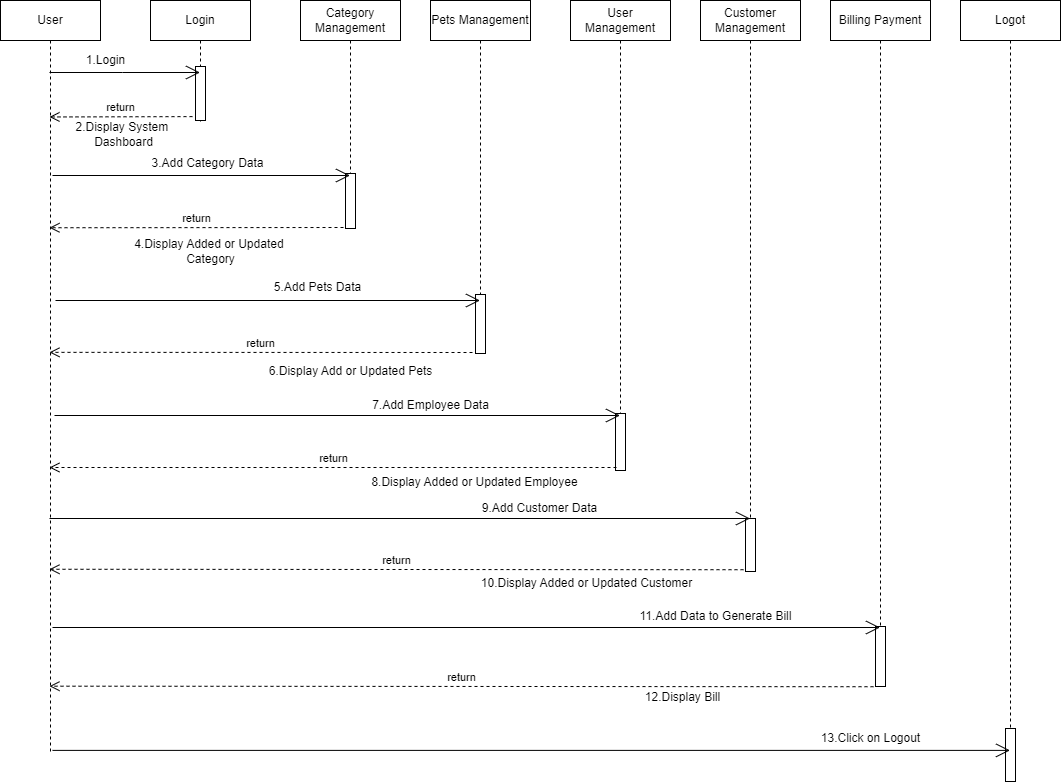 User
Login
Category
Management
Pets Management
User
Management
Customer
Management
Billing Payment
Logot
1.Login
return
2.Display System
Dashboard
3.Add Category Data
return
4.Display Added or Updated
Category
5.Add Pets Data
return
6.Display Add or Updated Pets
7.Add Employee Data
return
8.Display Added or Updated Employee
9.Add Customer Data
return
10.Display Added or Updated Customer
11.Add Data to Generate Bill
return
12.Display Bill
13.Click on Logout